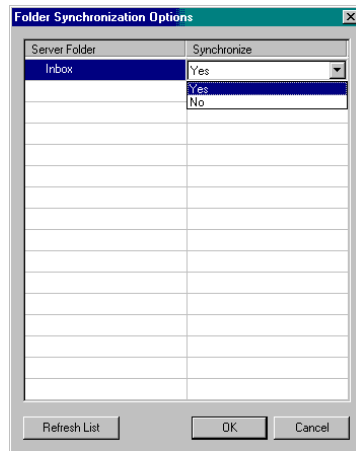 Folder Synchronization Options
Server Folder Synchronize
Inbox Yes
Yes
No
Refresh List OK Cancel